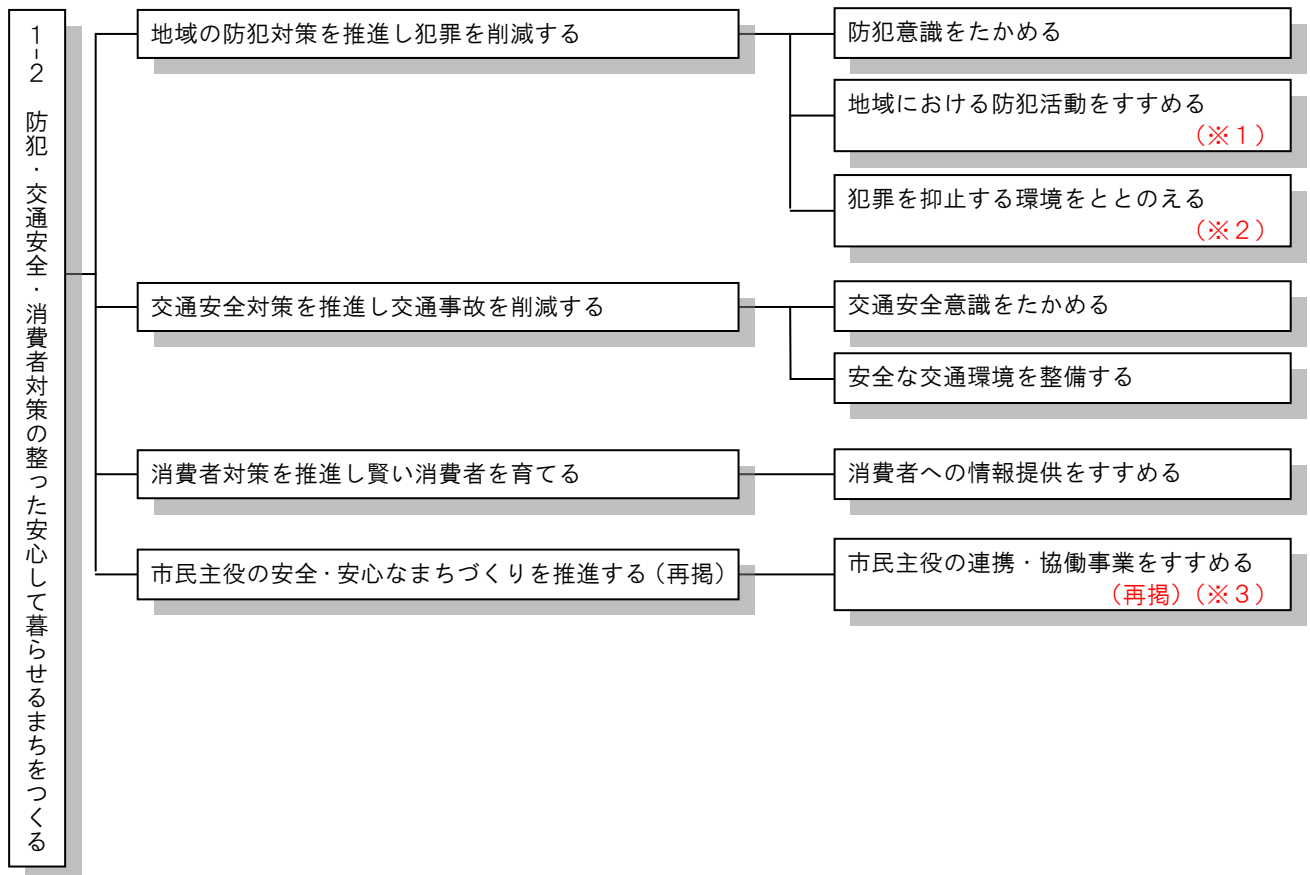 1-2 防犯・交通安全・消費者対策の整った安心して暮らせるまちをつくる
地域の防犯対策を推進し犯罪を削減する
防犯意識をたかめる
地域における防犯活動をすすめる
（※１）
犯罪を抑止する環境をととのえる
（※２）
交通安全対策を推進し交通事故を削減する
交通安全意識をたかめる
安全な交通環境を整備する
消費者対策を推進し賢い消費者を育てる
消費者への情報提供をすすめる
市民主役の安全・安心なまちづくりを推進する（再掲）
市民主役の連携・協働事業をすすめる
（再掲）（※３）